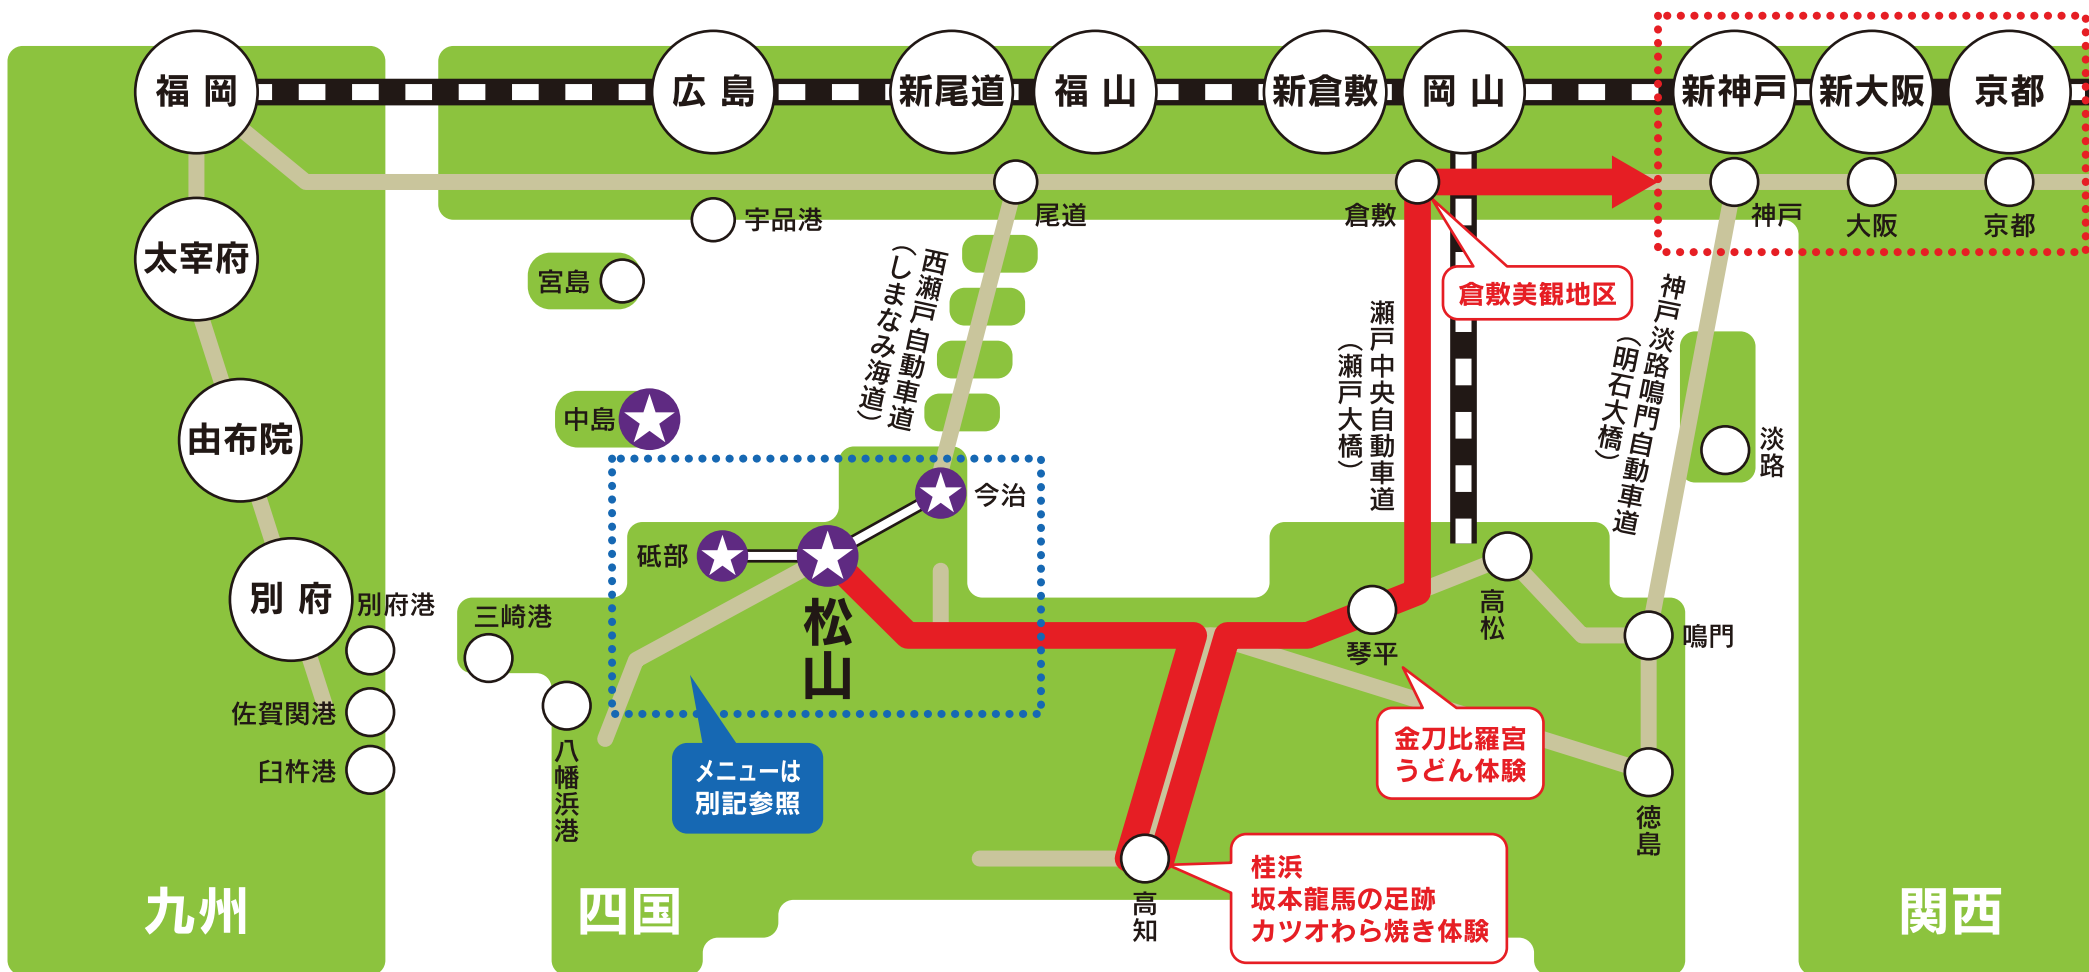 福岡
広島
新尾道
福山
新倉敷
岡山
新神戸
新大阪
京都
太宰府
宇品港
尾道
倉敷
神戸
大阪
京都
宮島
西瀬戸自動車道
（しまなみ海道）
倉敷美観地区
瀬戸中央自動車道
（瀬戸大橋）
神戸淡路鳴門自動車道
（明石大橋）
淡路
由布院
中島
今治
砥部
松山
別府
別府港
三崎港
高松
琴平
鳴門
佐賀関港
臼杵港
八幡浜港
メニューは
別記参照
金刀比羅宮
うどん体験
徳島
高知
桂浜
坂本龍馬の足跡
カツオわら焼き体験
九州
四国
関西